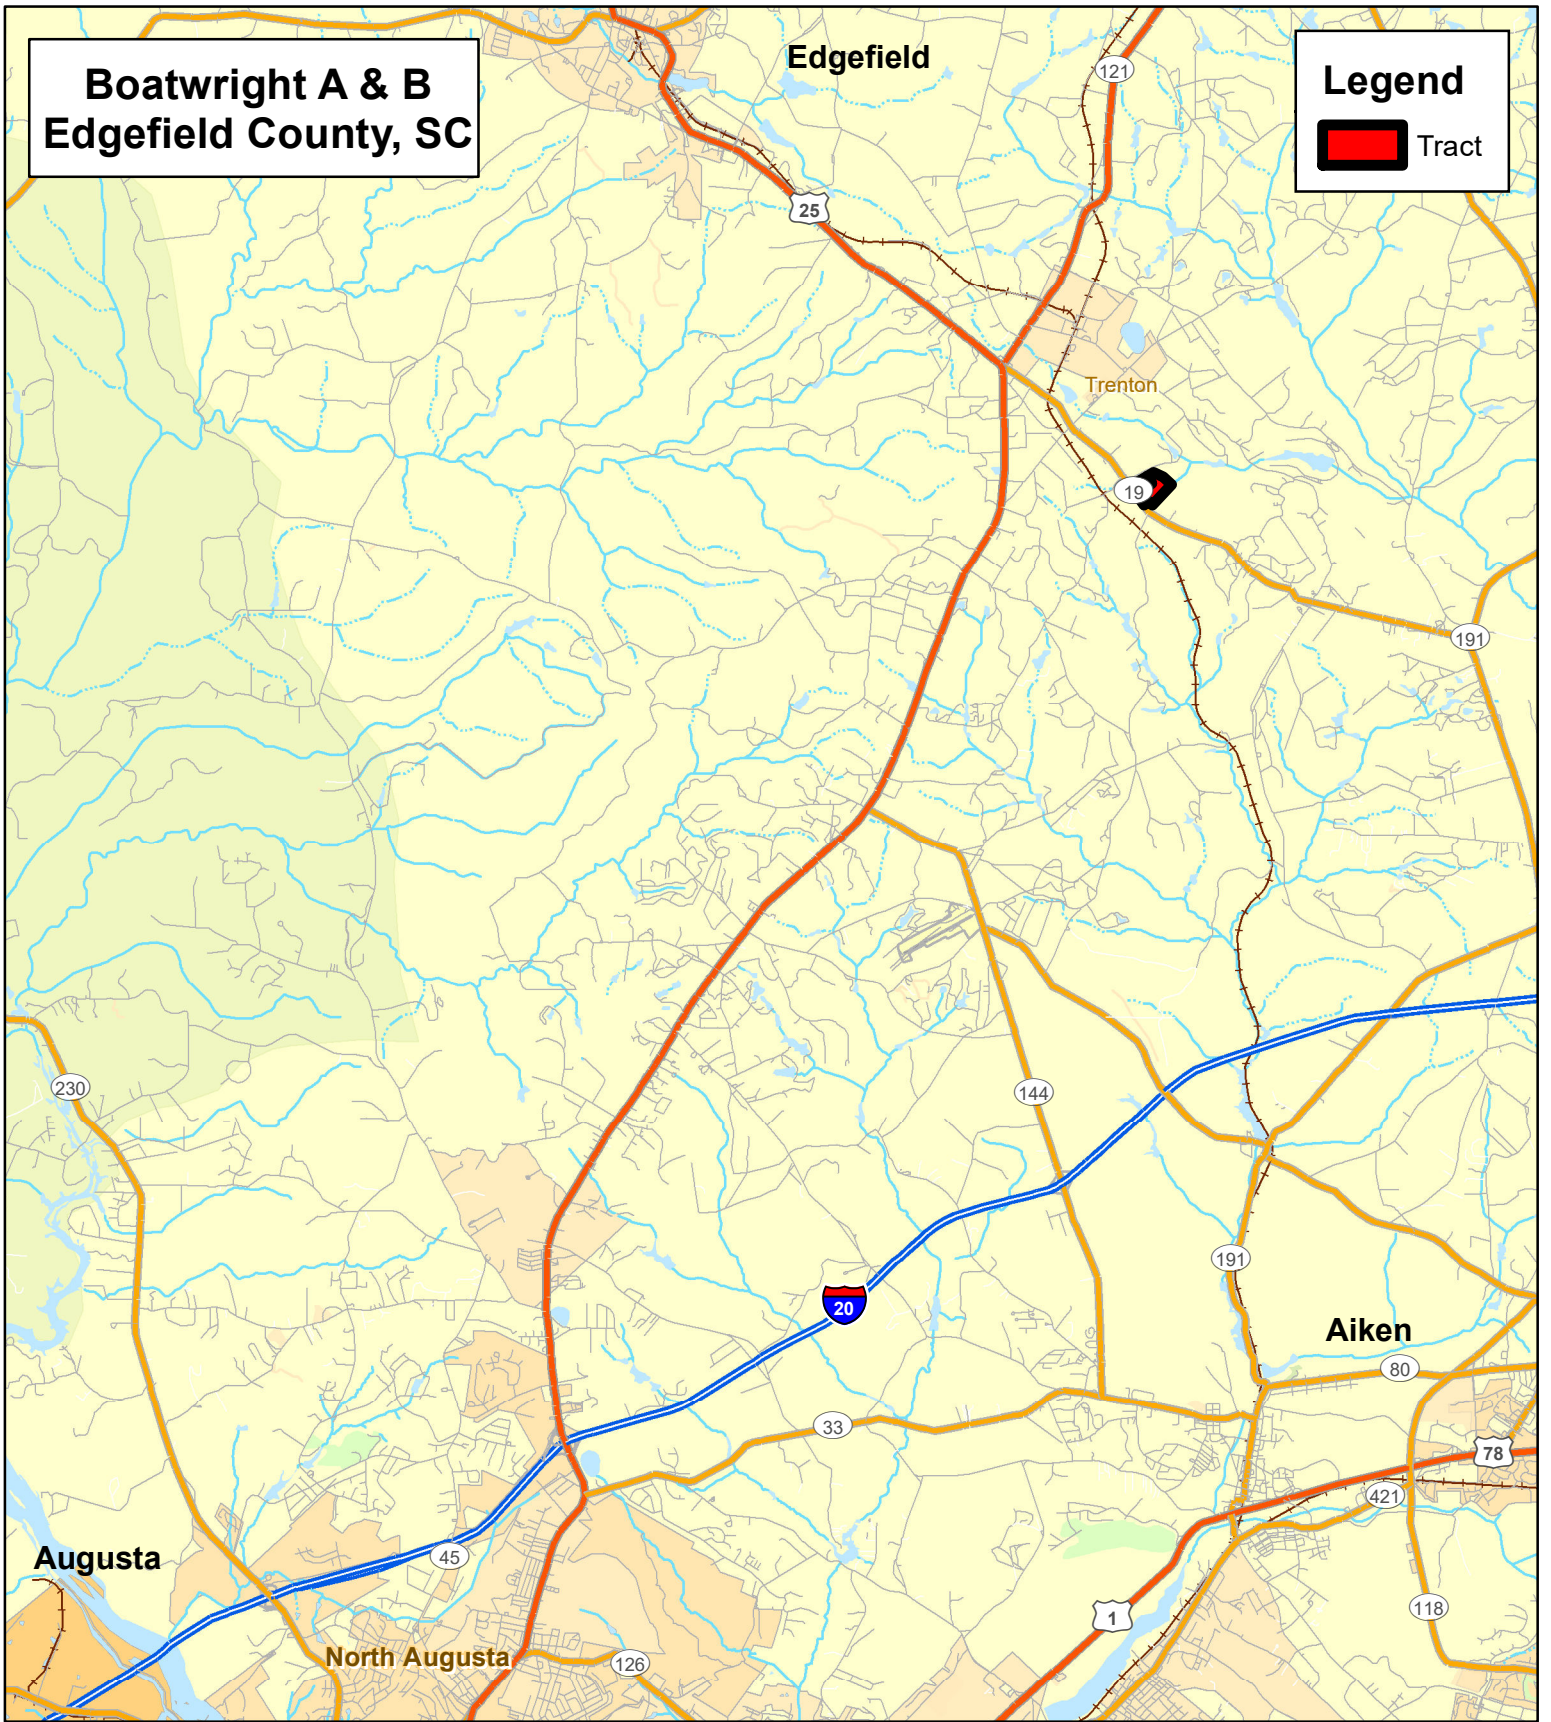 Boatwright A & B
Edgefield County, SC
Edgefield
Legend
Tract
121
25
Trenton
19
191
230
144
191
20
Aiken
80
33
78
421
Augusta
45
118
1
North Augusta
126